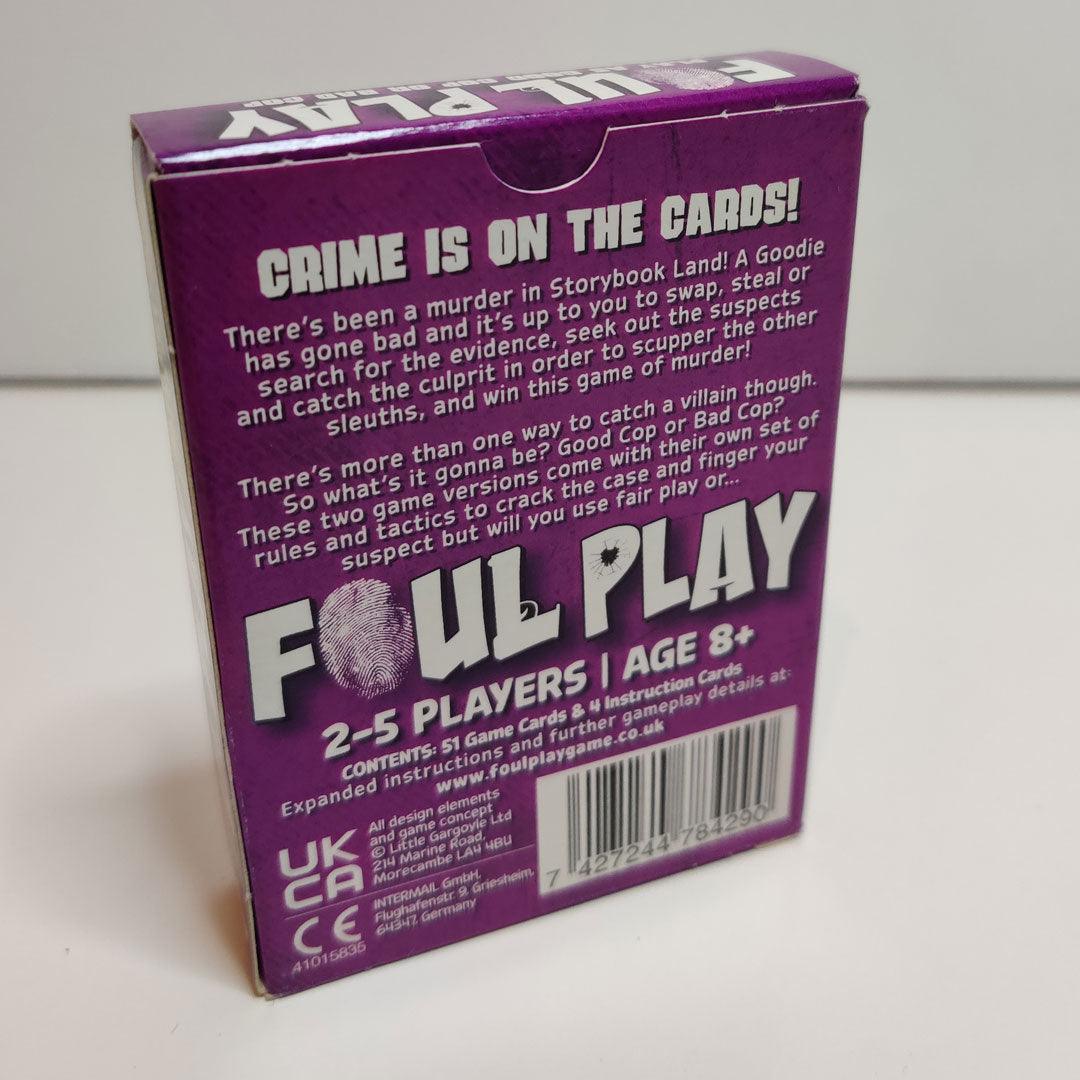 FOUL PLAY
PLAY AS GOOD COP OR BAD COP
CRIME IS ON THE CARDS!
There's been a murder in Storybook Land! A Goodie
has gone bad and it's up to you to swap, steal or
search for the evidence, seek out the suspects
and catch the culprit in order to scupper the other
sleuths, and win this game of murder!
There's more than one way to catch a villain though.
So what's it gonna be? Good Cop or Bad Cop?
These two game versions come with their own set of
rules and tactics to crack the case and finger your
suspect but will you use fair play or...
FOUL PLAY
2-5 PLAYERS | AGE 8+
CONTENTS: 51 Game Cards & 4 Instruction Cards
Expanded instructions and further gameplay details at:
www.foulplaygame.co.uk
UK
CA
All design elements
and game concept
© Little Gargoyle Ltd
214 Marine Road,
Morecambe LA4 4BU
CE
INTERMAIL GmbH,
Flughafenstr. 9, Griesheim,
64347, Germany
41015835
7 427244 784290